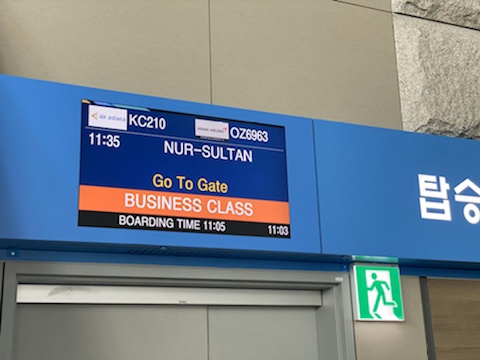 air astana KC210 ASIANA AIRLINES OZ6963
11:35 NUR-SULTAN
Go To Gate
BUSINESS CLASS
BOARDING TIME 11:05 11:03
탑승